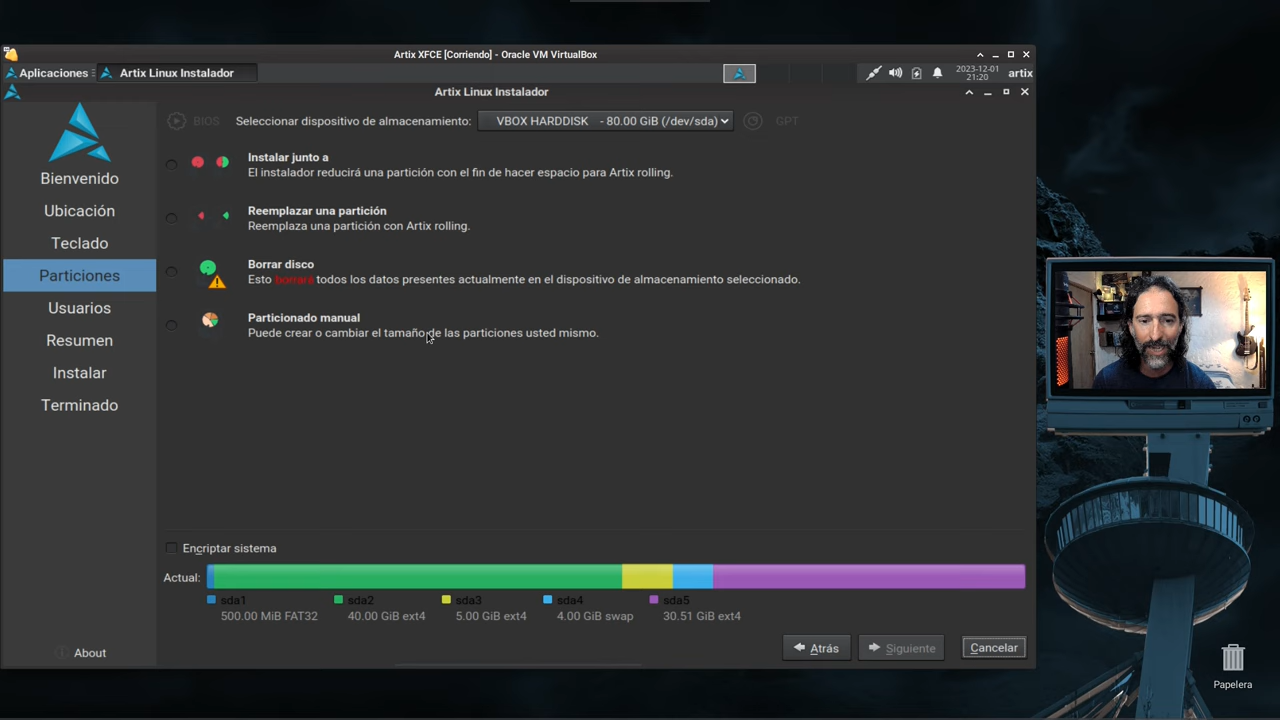 Artix XFCE [Corriendo] - Oracle VM VirtualBox
Aplicaciones
Artix Linux Instalador
2023-12-01
21:20
artix
Artix Linux Instalador
Bienvenido
Ubicación
Teclado
Particiones
Usuarios
Resumen
Instalar
Terminado
About
BIOS
Seleccionar dispositivo de almacenamiento:
VBOX HARDDISK - 80.00 GiB (/dev/sda)
GPT
Instalar junto a
El instalador reducirá una partición con el fin de hacer espacio para Artix rolling.
Reemplazar una partición
Reemplaza una partición con Artix rolling.
Borrar disco
Esto borrará todos los datos presentes actualmente en el dispositivo de almacenamiento seleccionado.
Particionado manual
Puede crear o cambiar el tamaño de las particiones usted mismo.
Encriptar sistema
Actual:
sda1
500.00 MiB FAT32
sda2
40.00 GiB ext4
sda3
5.00 GiB ext4
sda4
4.00 GiB swap
sda5
30.51 GiB ext4
Atrás
Siguiente
Cancelar
Papelera